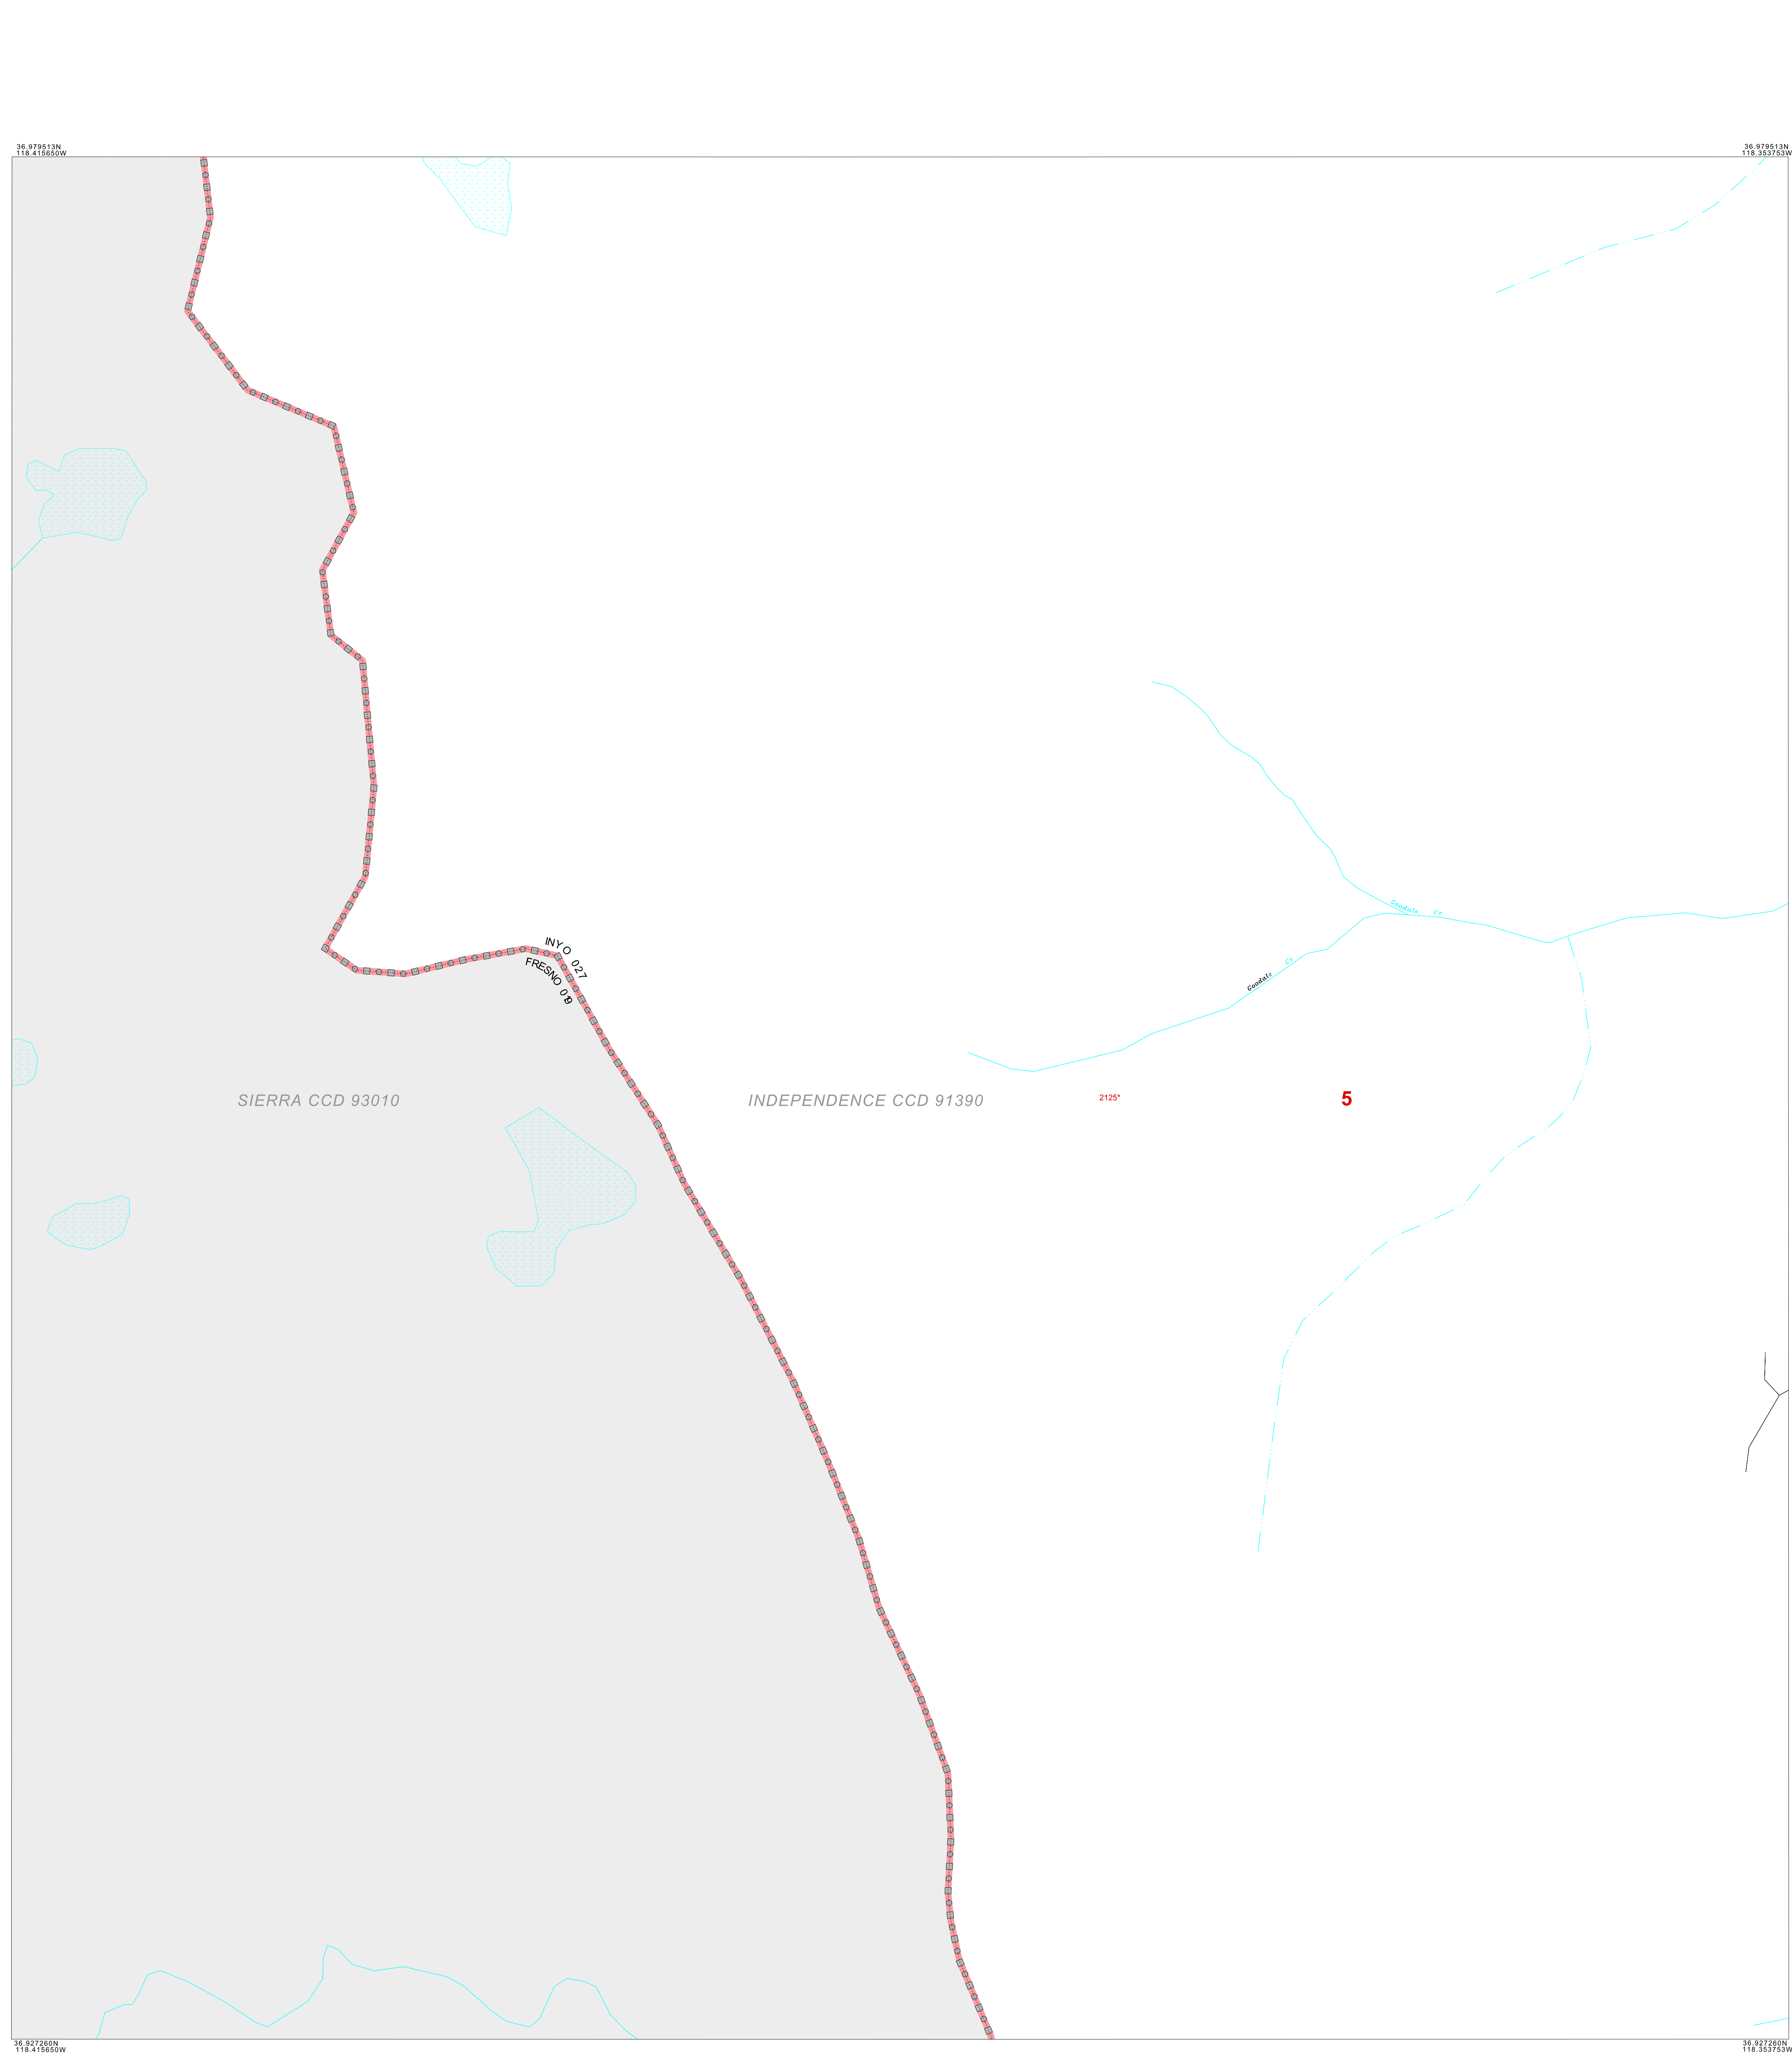 36.979513N
118.415650W
36.979513N
118.353753W
Goodale Cr
INYO 027
FRESNO 019
Goodale Cr
SIERRA CCD 93010
INDEPENDENCE CCD 91390
2125*
5
36.927260N
118.415650W
36.927260N
118.353753W